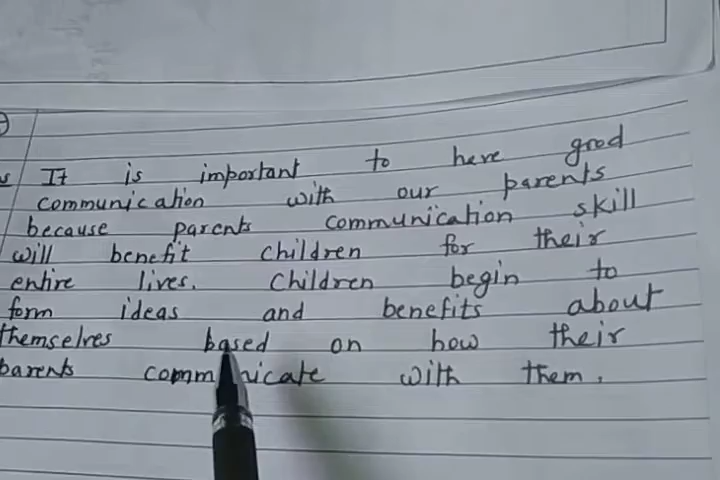 It is important to have good
communication with our parents
because parents communication skill
will benefit children for their
entire lives. Children begin to
form ideas and benefits about
themselves based on how their
parents communicate with them.